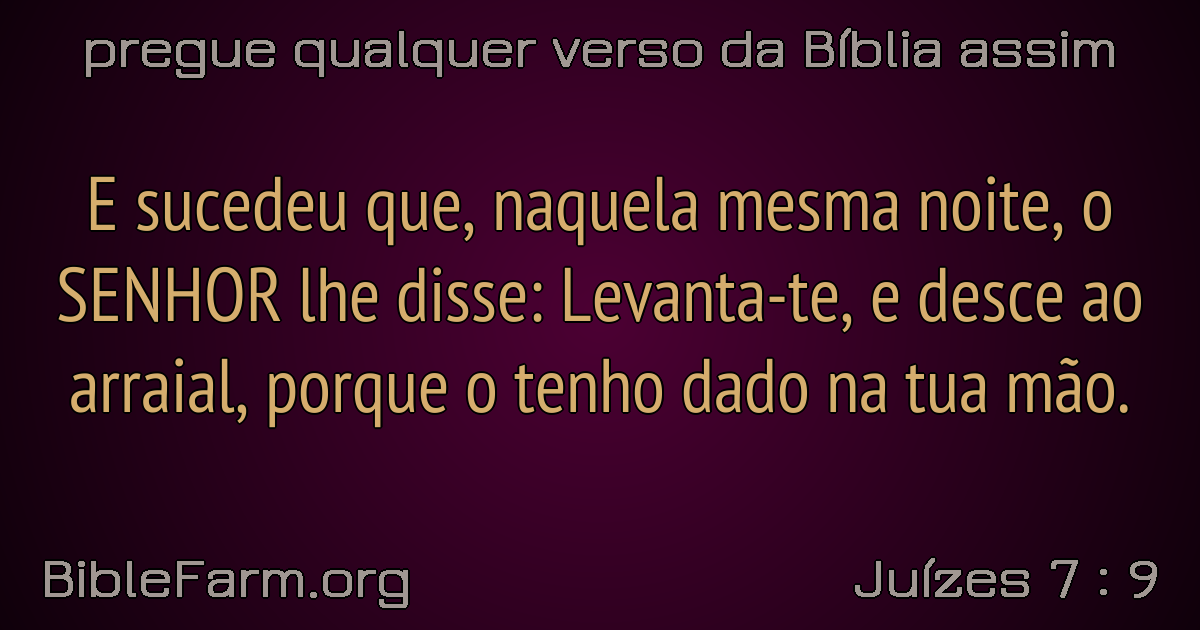 pregue qualquer verso da Bíblia assim
E sucedeu que, naquela mesma noite, o
SENHOR lhe disse: Levanta-te, e desce ao
arraial, porque o tenho dado na tua mão.
BibleFarm.org
Juízes 7 : 9